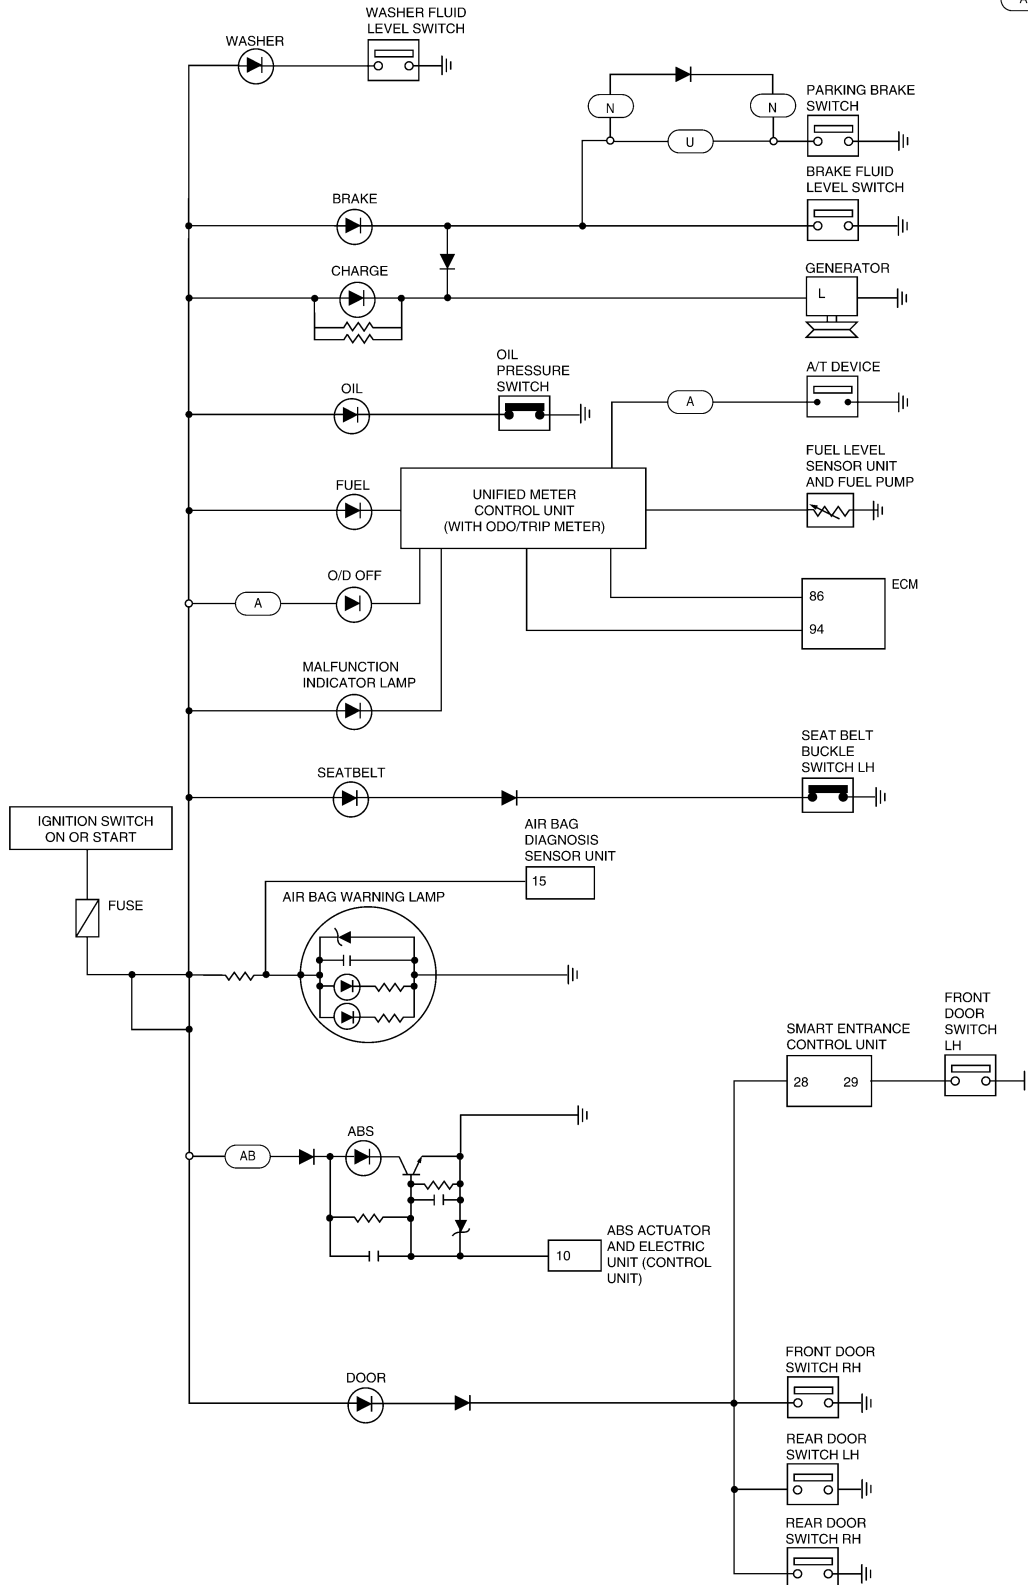 A
WASHER FLUID
LEVEL SWITCH
WASHER
N
N
U
PARKING BRAKE
SWITCH
BRAKE FLUID
LEVEL SWITCH
BRAKE
CHARGE
GENERATOR
L
OIL
PRESSURE
SWITCH
OIL
A
A/T DEVICE
FUEL LEVEL
SENSOR UNIT
AND FUEL PUMP
FUEL
UNIFIED METER
CONTROL UNIT
(WITH ODO/TRIP METER)
O/D OFF
A
ECM
86
94
MALFUNCTION
INDICATOR LAMP
SEAT BELT
BUCKLE
SWITCH LH
SEATBELT
IGNITION SWITCH
ON OR START
FUSE
AIR BAG
DIAGNOSIS
SENSOR UNIT
15
AIR BAG WARNING LAMP
FRONT
DOOR
SWITCH
LH
SMART ENTRANCE
CONTROL UNIT
28 29
ABS
AB
ABS ACTUATOR
AND ELECTRIC
UNIT (CONTROL
UNIT)
10
DOOR
FRONT DOOR
SWITCH RH
REAR DOOR
SWITCH LH
REAR DOOR
SWITCH RH